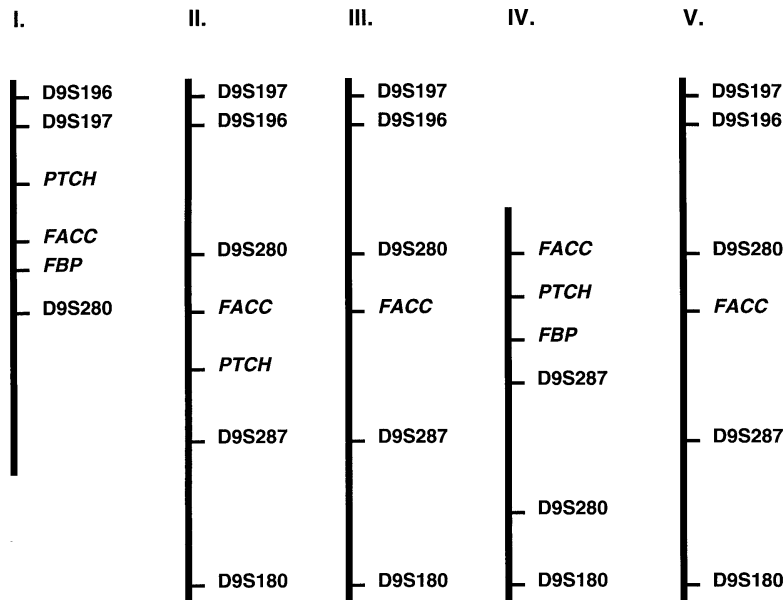 I.
D9S196
D9S197
PTCH
FACC
FBP
D9S280
II.
D9S197
D9S196
D9S280
FACC
PTCH
D9S287
D9S180
III.
D9S197
D9S196
D9S280
FACC
D9S287
D9S180
IV.
FACC
PTCH
FBP
D9S287
D9S280
D9S180
V.
D9S197
D9S196
D9S280
FACC
D9S287
D9S180